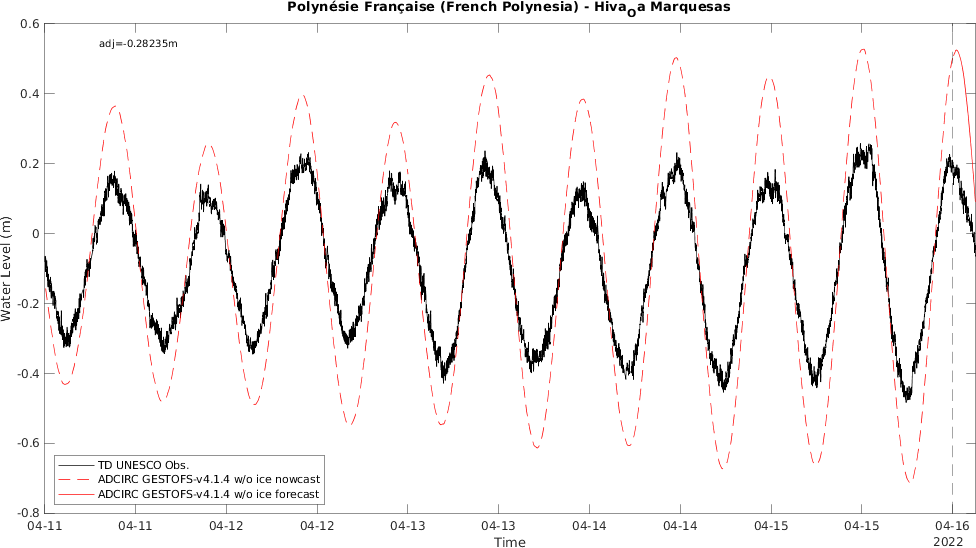 Polynésie Française (French Polynesia) - Hiva_Oa Marquesas
adj=-0.28235m
0.6
0.4
0.2
0
-0.2
-0.4
-0.6
-0.8
Water Level (m)
TD UNESCO Obs.
ADCIRC GESTOFS-v4.1.4 w/o ice nowcast
ADCIRC GESTOFS-v4.1.4 w/o ice forecast
04-11 04-11 04-12 04-12 04-13 04-13 04-14 04-14 04-15 04-15 04-16
Time
2022